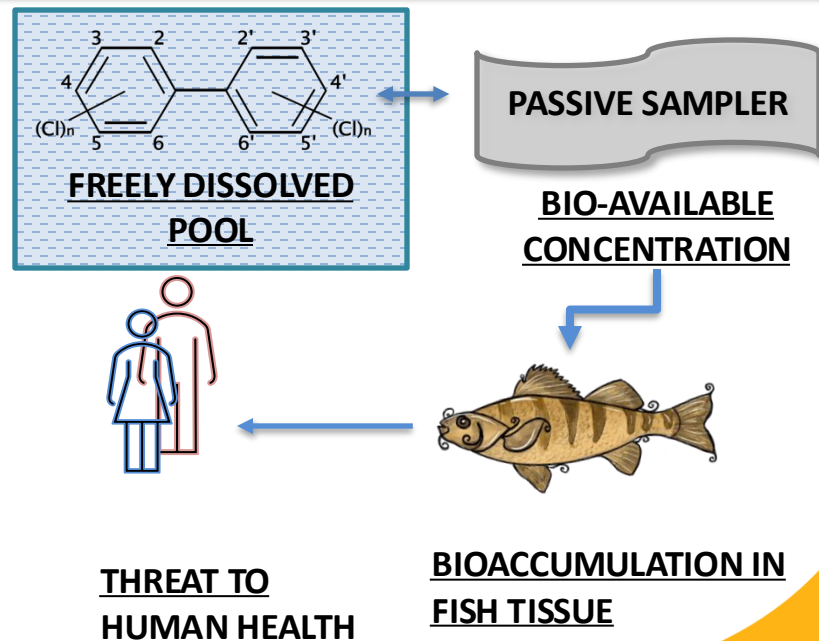 3 2 2' 3'
4 4'
(Cl)n (Cl)n
5 6 6' 5'
FREELY DISSOLVED
POOL
PASSIVE SAMPLER
BIO-AVAILABLE
CONCENTRATION
BIOACCUMULATION IN
FISH TISSUE
THREAT TO
HUMAN HEALTH